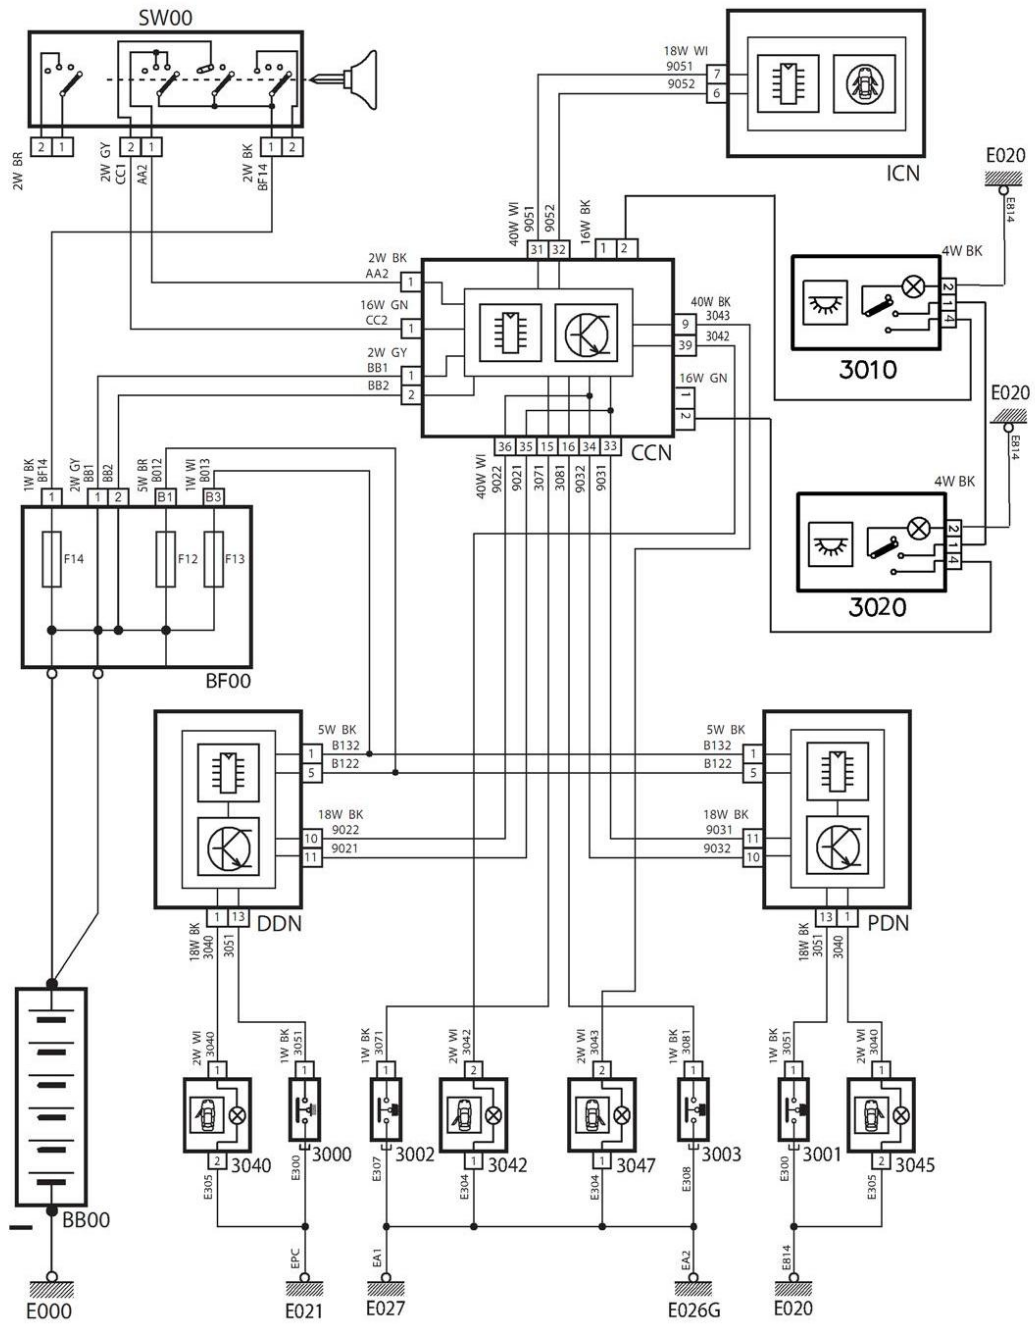 SW00
2 1
2 1
1 2
2W BR
2W GY
CC1
AA2
2W BK
BF14
18W WI
9051
9052
7
6
ICN
E020
E814
40W WI
9051
9052
16W BK
31 32
1 2
4W BK
2
1
4
3010
2W BK
AA2
1
16W GN
CC2
1
2W GY
BB1
1
BB2
2
40W BK
3043
9
3042
39
16W GN
1
2
CCN
36 35 15 16 34 33
40W WI
9022
9021
3071
3081
9032
9031
E020
E814
4W BK
2
1
4
3020
1W BK
BF14
2W GY
BB1
BB2
5W BR
B012
1W WI
B013
1
1 2
B1
B3
F14
F12
F13
BF00
5W BK
B132
1
B122
5
18W BK
9022
10
9021
11
1 13
DDN
18W BK
3040
3051
5W BK
B132
1
B122
5
18W BK
9031
11
9032
10
13 1
PDN
18W BK
3051
3040
2W WI
3040
1W BK
3051
1W BK
3071
2W WI
3042
2W WI
3043
1W BK
3081
1W BK
3051
2W WI
3040
1
1
1
2
2
1
1
1
2
1
1
2
3040
3000
3002
3042
3047
3003
3001
3045
E305
E300
E307
E304
E304
E308
E300
E305
BB00
EPC
EA1
EA2
E814
E000
E021
E027
E026G
E020